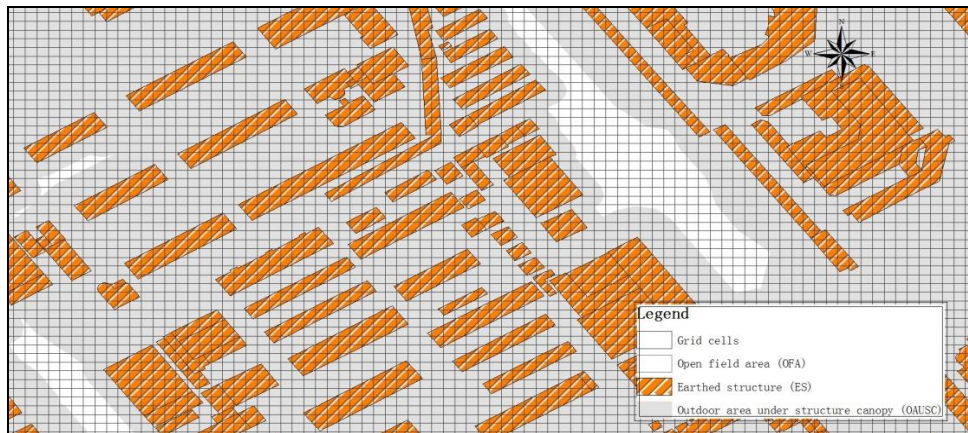 N
W
E
S
Legend
Grid cells
Open field area (OFA)
Earthed structure (ES)
Outdoor area under structure canopy (OAUSC)